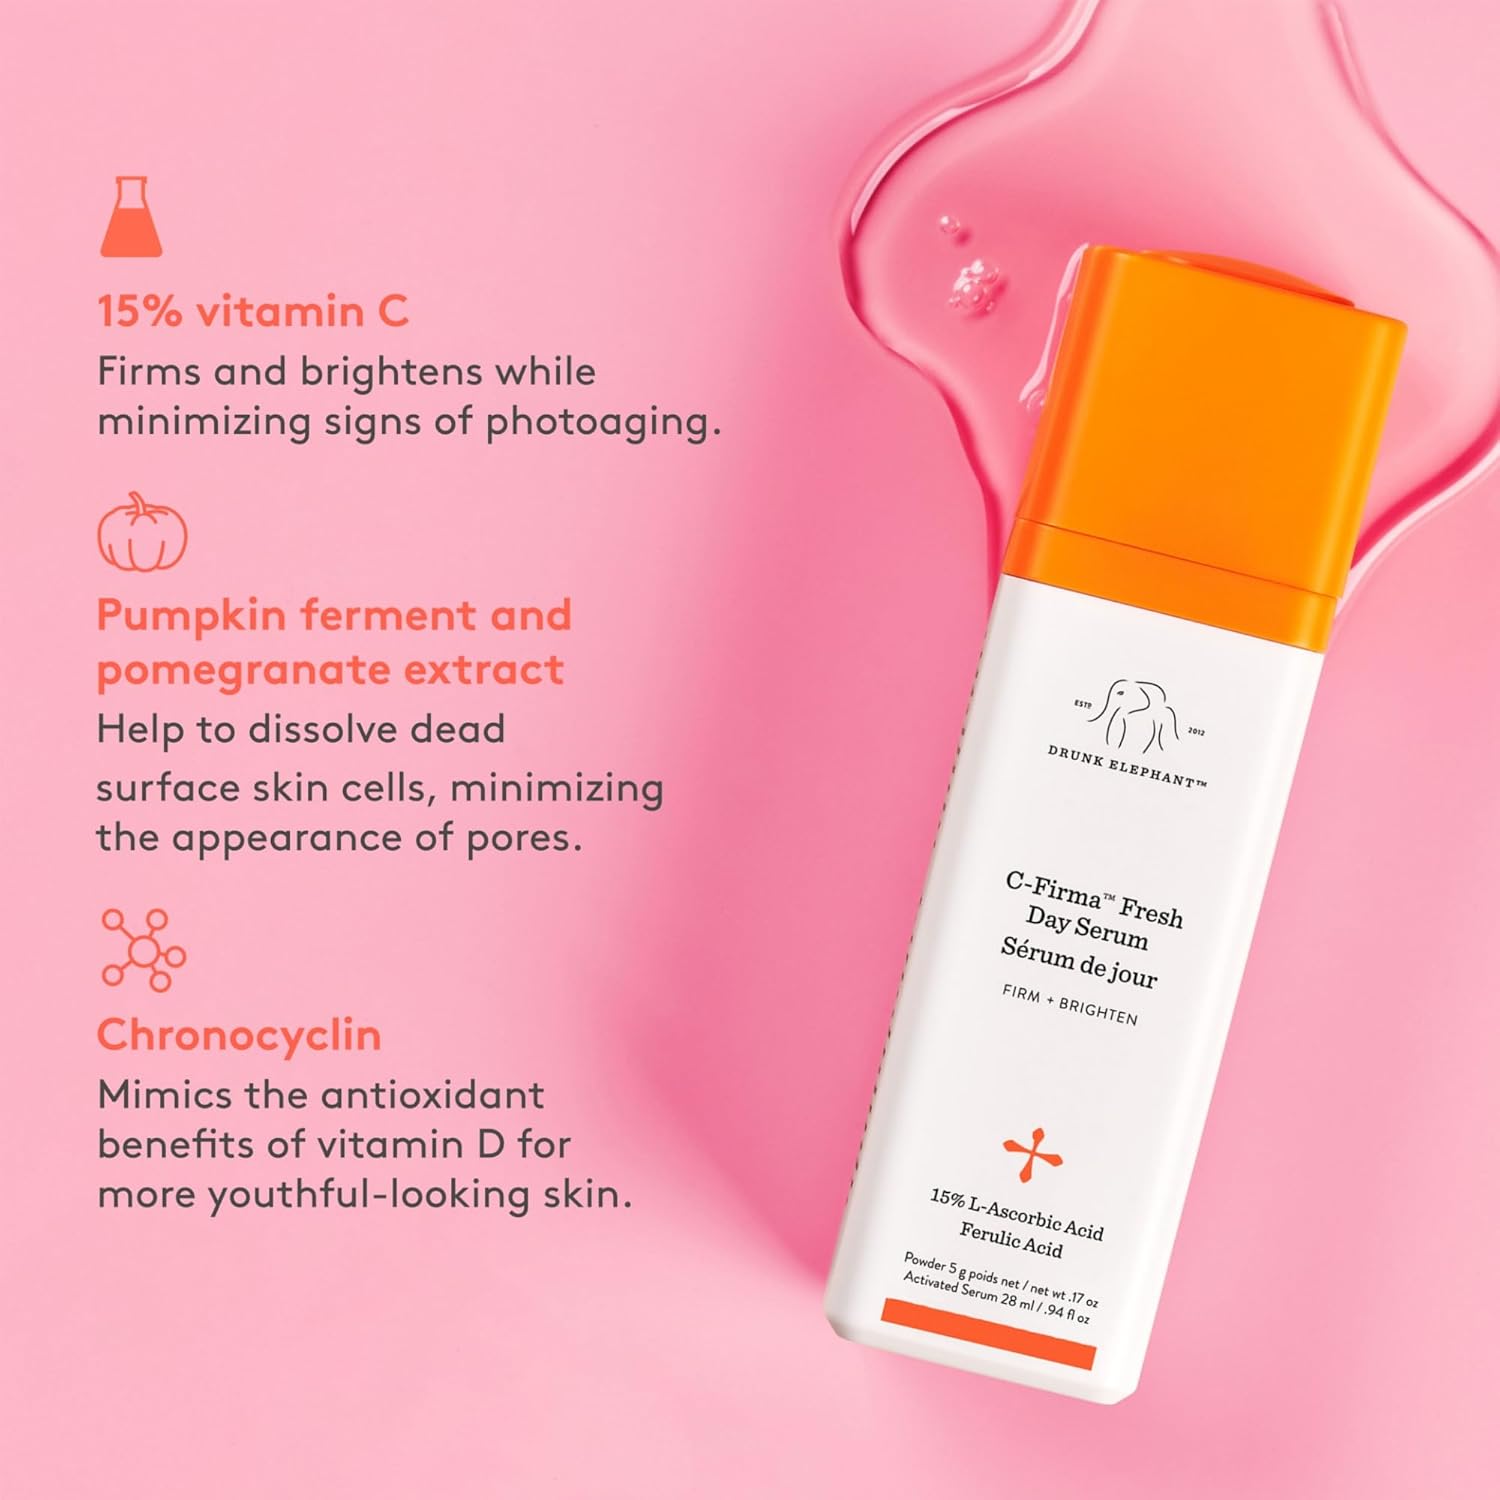 15% vitamin C
Firms and brightens while
minimizing signs of photoaging.
Pumpkin ferment and
pomegranate extract
Help to dissolve dead
surface skin cells, minimizing
the appearance of pores.
Chronocyclin
Mimics the antioxidant
benefits of vitamin D for
more youthful-looking skin.
ESTD 2012
DRUNK ELEPHANT™
C-Firma™ Fresh
Day Serum
Sérum de jour
FIRM + BRIGHTEN
15% L-Ascorbic Acid
Ferulic Acid
Powder 5 g poids net / net wt .17 oz
Activated Serum 28 ml / .94 fl oz